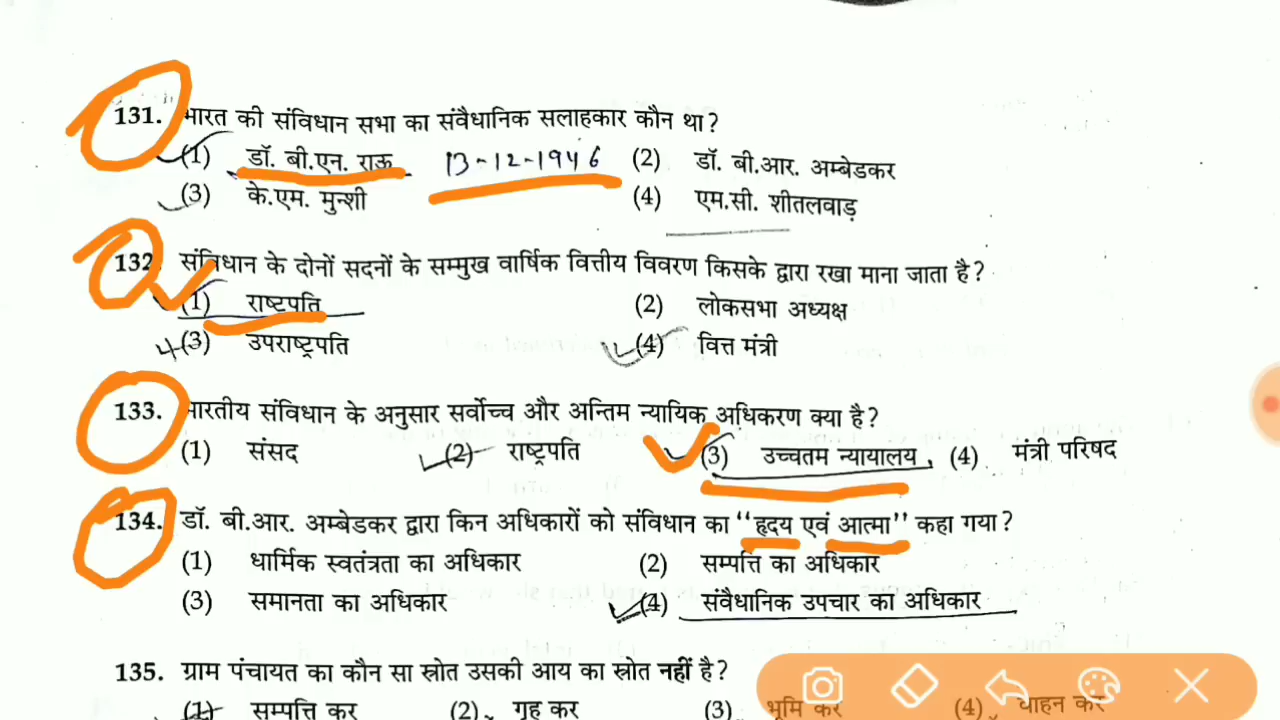 131. भारत की संविधान सभा का संवैधानिक सलाहकार कौन था?
(1) डॉ. बी.एन. राऊ 13-12-1946 (2) डॉ. बी.आर. अम्बेडकर
(3) के.एम. मुन्शी (4) एम.सी. शीतलवाड़
132. संविधान के दोनों सदनों के सम्मुख वार्षिक वित्तीय विवरण किसके द्वारा रखा माना जाता है?
(1) राष्टपति (2) लोकसभा अध्यक्ष
(3) उपराष्ट्रपति (4) वित्त मंत्री
133. भारतीय संविधान के अनुसार सर्वोच्च और अन्तिम न्यायिक अधिकरण क्या है?
(1) संसद (2) राष्ट्रपति (3) उच्चतम न्यायालय (4) मंत्री परिषद
134. डॉ. बी.आर. अम्बेडकर द्वारा किन अधिकारों को संविधान का "हृदय एवं आत्मा" कहा गया?
(1) धार्मिक स्वतंत्रता का अधिकार (2) सम्पत्ति का अधिकार
(3) समानता का अधिकार (4) संवैधानिक उपचार का अधिकार
135. ग्राम पंचायत का कौन सा स्रोत उसकी आय का स्रोत नहीं है?
(1) सम्पत्ति कर (2) गृह कर (3) भूमि कर (4) वाहन कर